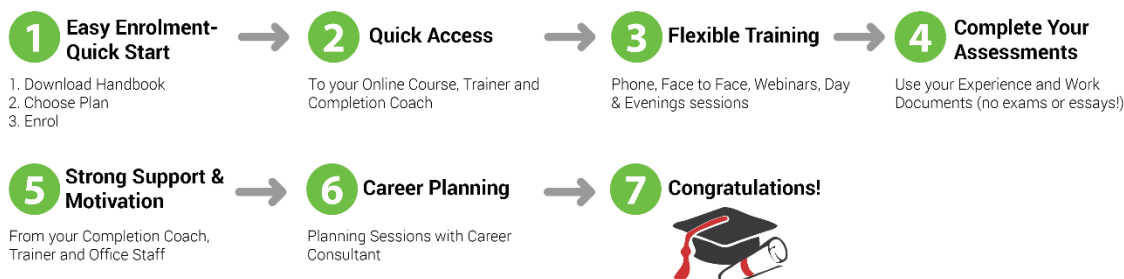 1
Easy Enrolment-
Quick Start
1. Download Handbook
2. Choose Plan
3. Enrol
2
Quick Access
To your Online Course, Trainer and
Completion Coach
3
Flexible Training
Phone, Face to Face, Webinars, Day
& Evenings sessions
4
Complete Your
Assessments
Use your Experience and Work
Documents (no exams or essays!)
5
Strong Support &
Motivation
From your Completion Coach,
Trainer and Office Staff
6
Career Planning
Planning Sessions with Career
Consultant
7
Congratulations!